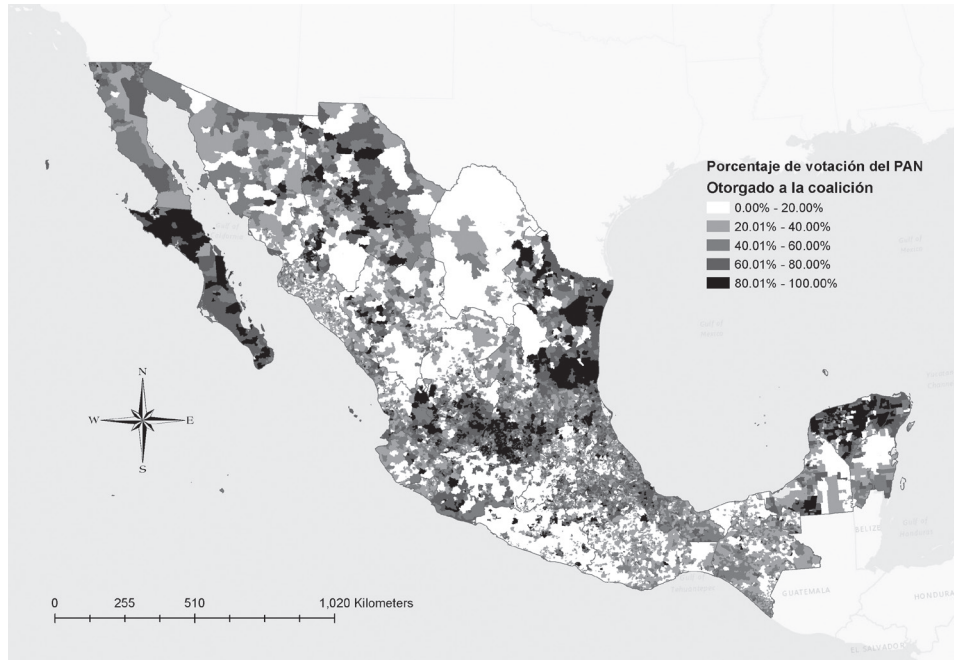 Porcentaje de votación del PAN
Otorgado a la coalición
0.00% - 20.00%
20.01% - 40.00%
40.01% - 60.00%
60.01% - 80.00%
80.01% - 100.00%
N
W E
S
BELIZE
GUATEMALA
HONDURA
EL SALVADOR
0 255 510 1,020 Kilometers